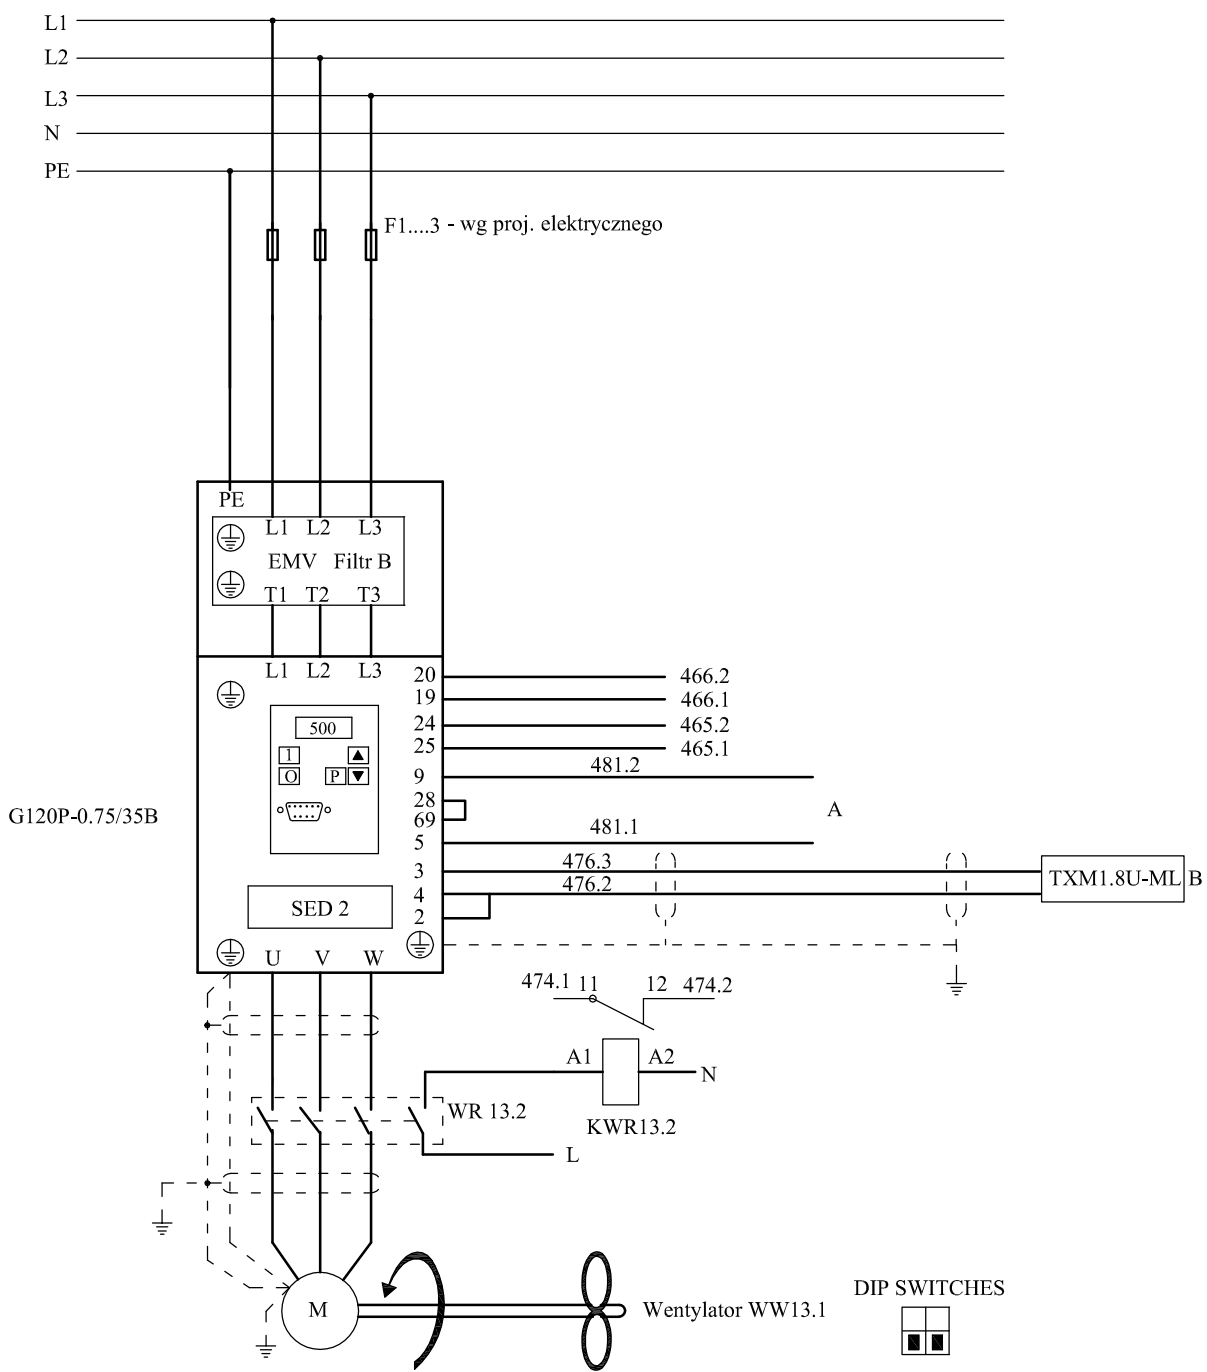 L1
L2
L3
N
PE
F1....3 - wg proj. elektrycznego
PE
L1 L2 L3
EMV Filtr B
T1 T2 T3
L1 L2 L3
20 466.2
19 466.1
24 465.2
25 465.1
500
1
O P
9 481.2
28
69
A
G120P-0.75/35B
5 481.1
3 476.3
4 476.2
TXM1.8U-ML B
2
SED 2
U V W
474.1 11 12 474.2
A1 A2
N
WR 13.2
KWR13.2
L
M
Wentylator WW13.1
DIP SWITCHES